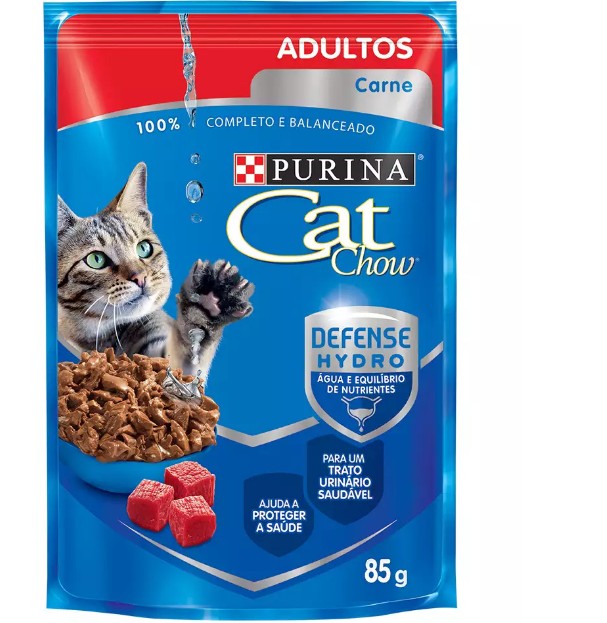 ADULTOS
Carne
100% COMPLETO E BALANCEADO
PURINA®
Cat
Chow®
DEFENSE
HYDRO
ÁGUA E EQUILÍBRIO
DE NUTRIENTES
PARA UM
TRATO
URINÁRIO
SAUDÁVEL
AJUDA A
PROTEGER
A SAÚDE
85 g